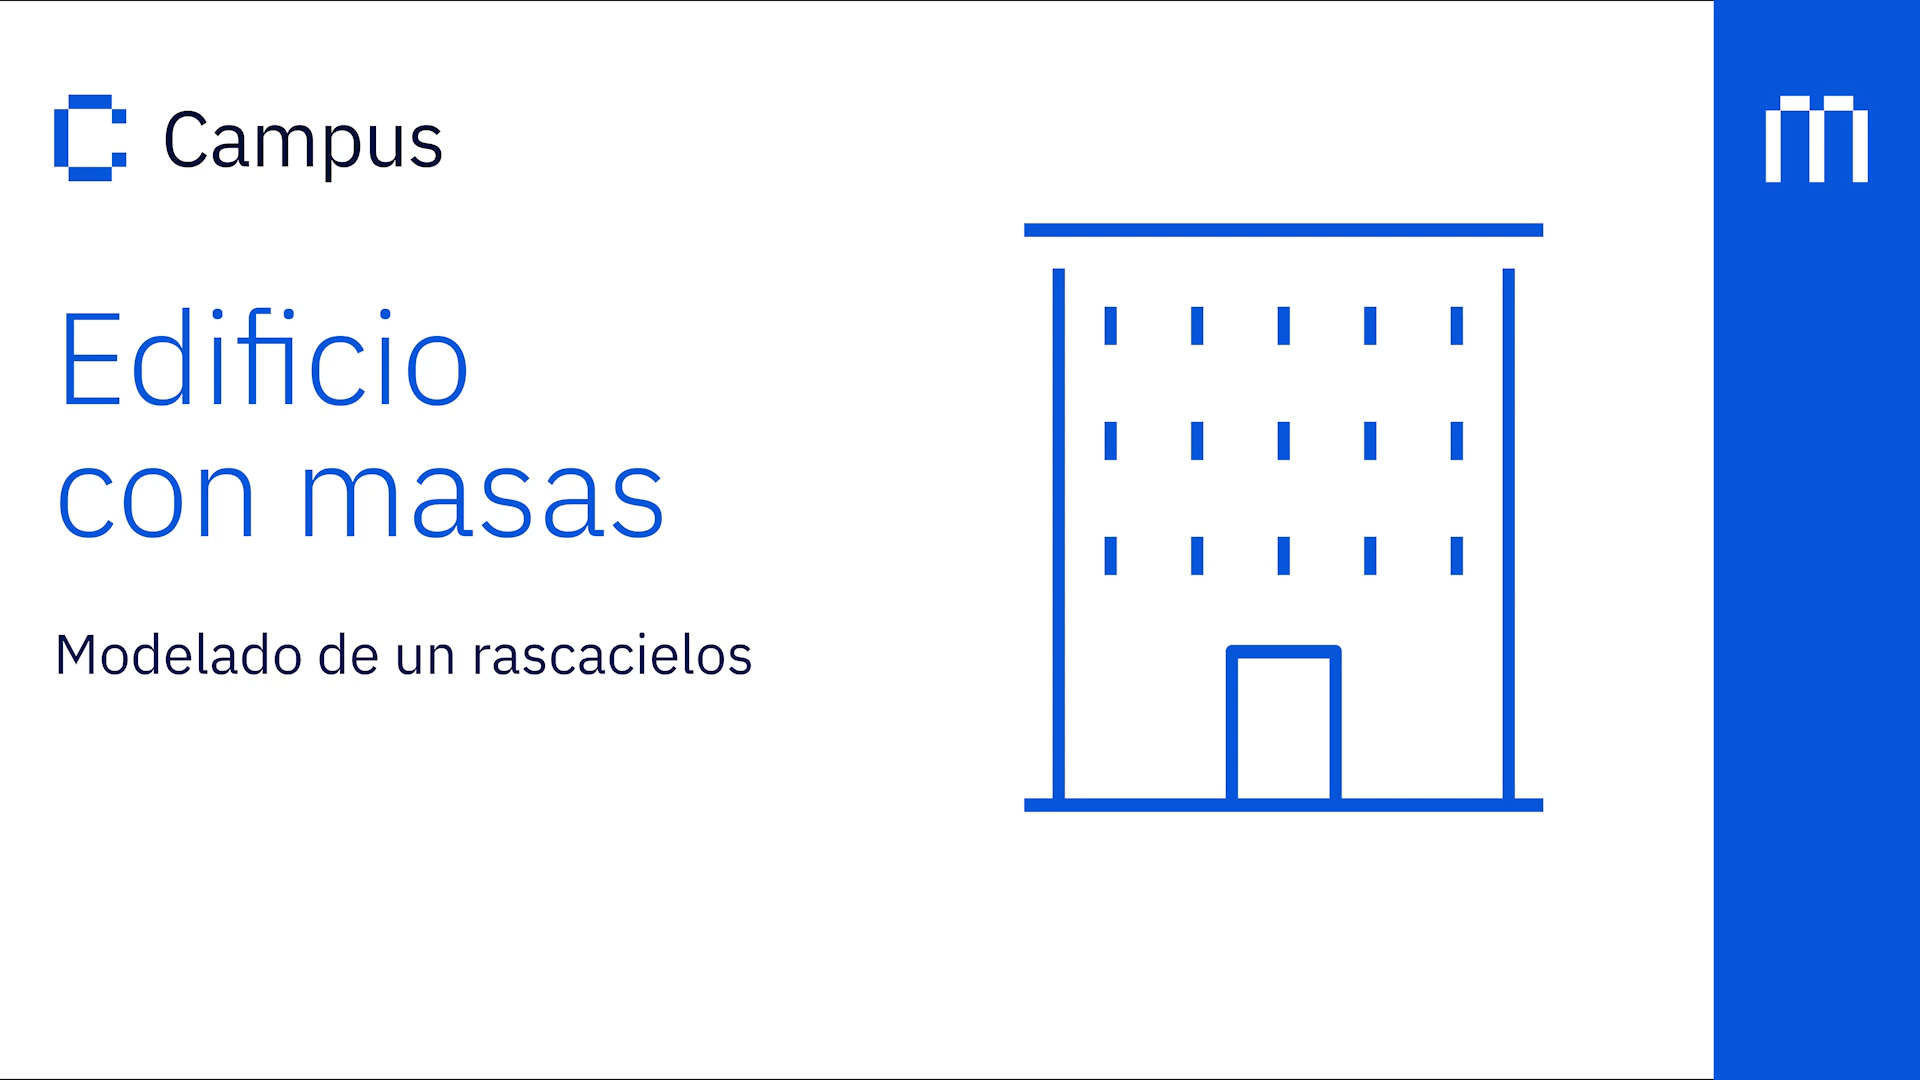 Campus
m
Edificio
con masas
Modelado de un rascacielos